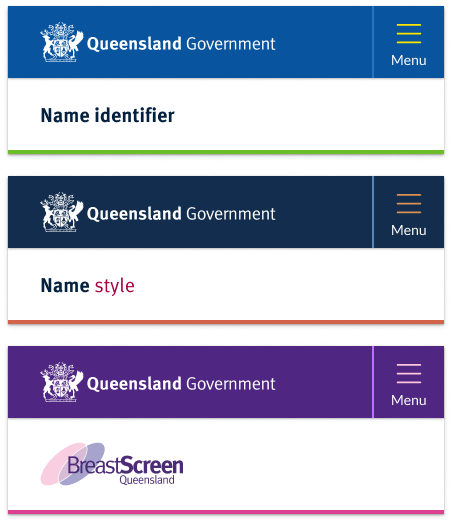 Queensland Government
Menu
Name identifier
Queensland Government
Menu
Name style
Queensland Government
Menu
BreastScreen
Queensland